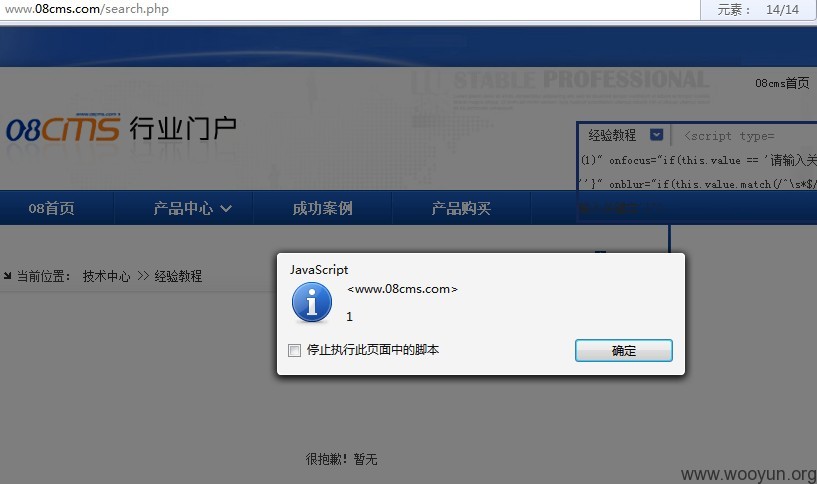 www.08cms.com/search.php 元素： 14/14
STABLE PROFESSIONAL
08cms首页
08CMS 行业门户
经验教程 <script type=
(1)" onfocus="if(this.value == '请输入关
''}" onblur="if(this.value.match(/^\s*$/
08首页 产品中心 成功案例 产品购买
当前位置： 技术中心 >> 经验教程
JavaScript
<www.08cms.com>
1
停止执行此页面中的脚本
确定
很抱歉！暂无
www.wooyun.org